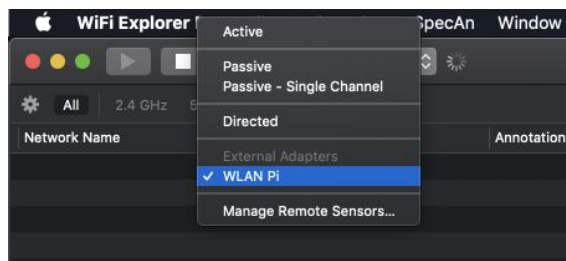 WiFi Explorer
SpecAn Window
Active
Passive
Passive - Single Channel
Directed
External Adapters
✓ WLAN Pi
Manage Remote Sensors...
All 2.4 GHz
Network Name
Annotation